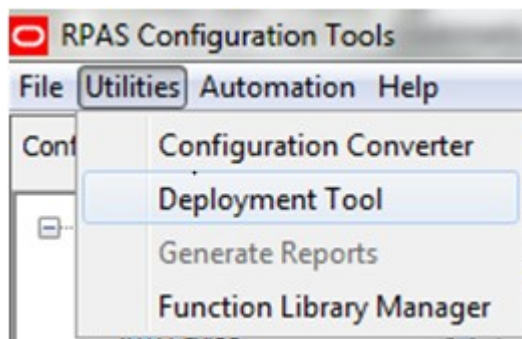 RPAS Configuration Tools
File Utilities Automation Help
Conf
Configuration Converter
Deployment Tool
Generate Reports
Function Library Manager